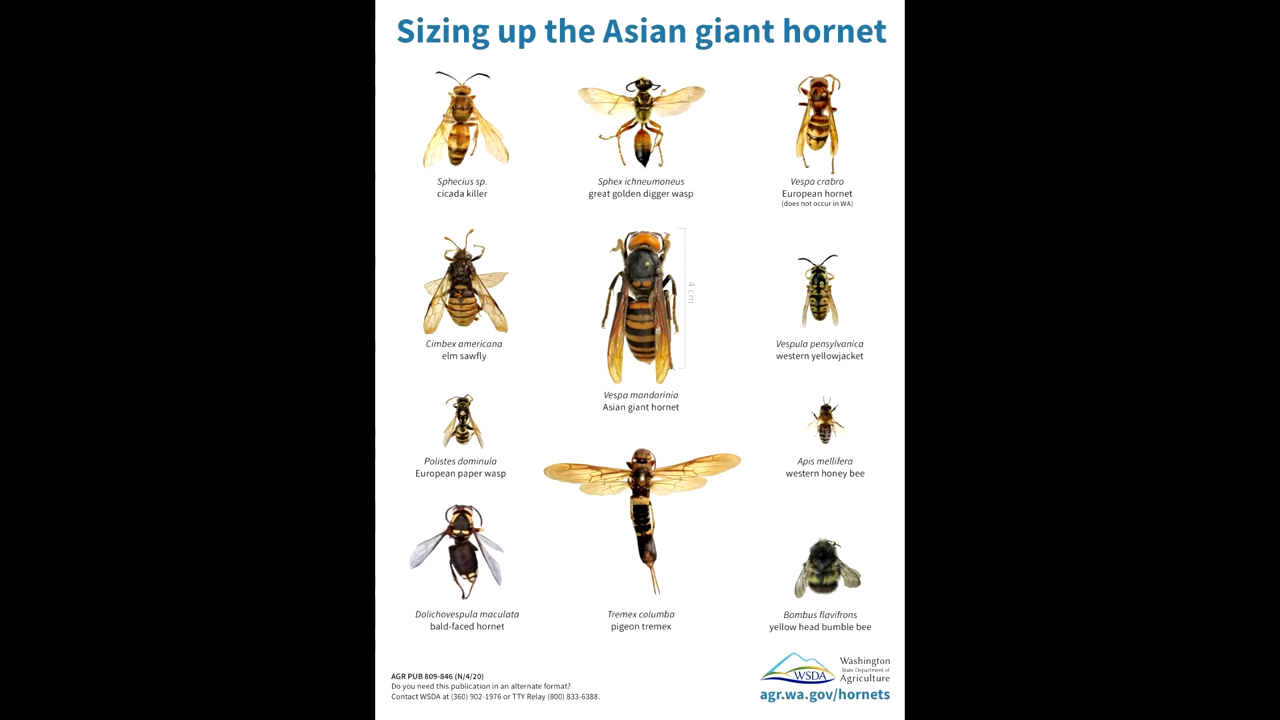 Sizing up the Asian giant hornet
Sphecius sp.
cicada killer
Sphex ichneumoneus
great golden digger wasp
Vespa crabro
European hornet
(does not occur in WA)
4 cm
Cimbex americana
elm sawfly
Vespa mandarinia
Asian giant hornet
Vespula pensylvanica
western yellowjacket
Polistes dominula
European paper wasp
Apis mellifera
western honey bee
Dolichovespula maculata
bald-faced hornet
Tremex columba
pigeon tremex
Bombus flavifrons
yellow head bumble bee
AGR PUB 809-846 (N/4/20)
Do you need this publication in an alternate format?
Contact WSDA at (360) 902-1976 or TTY Relay (800) 833-6388.
WSDA
Washington
State Department of
Agriculture
agr.wa.gov/hornets